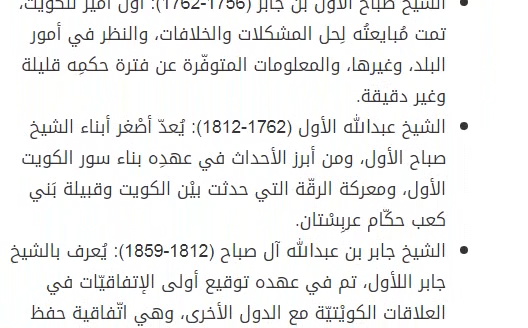 الشيخ صباح الأول بن جابر (1756-1762): أول أمير للكويت،
تمت مُبايعتُه لِحل المشكلات والخلافات، والنظر في أمور
البلد، وغيرها، والمعلومات المتوفّرة عن فترة حكمِه قليلة
وغير دقيقة.
الشيخ عبدالله الأول (1762-1812): يُعدّ أصْغر أبناء الشيخ
صباح الأول، ومن أبرز الأحداث في عهدِه بناء سور الكويت
الأول، ومعركة الرقّة التي حدثت بيْن الكويت وقبيلة بَني
كعب حكّام عربِسْتان.
الشيخ جابر بن عبدالله آل صباح (1812-1859): يُعرف بالشيخ
جابر اللأول، تم في عهده توقيع أولى الإتفاقيّات في
العلاقات الكويْتيّة مع الدول الأخرى، وهي اتّفاقية حفظ